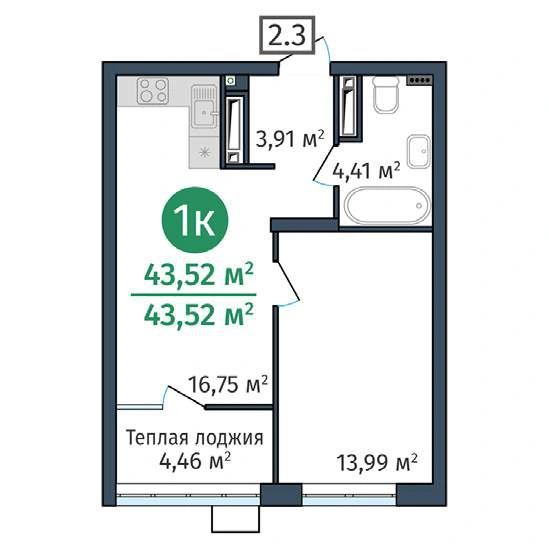 2.3
3,91 м²
4,41 м²
1к
43,52 м²
43,52 м²
16,75 м²
Теплая лоджия
4,46 м²
13,99 м²